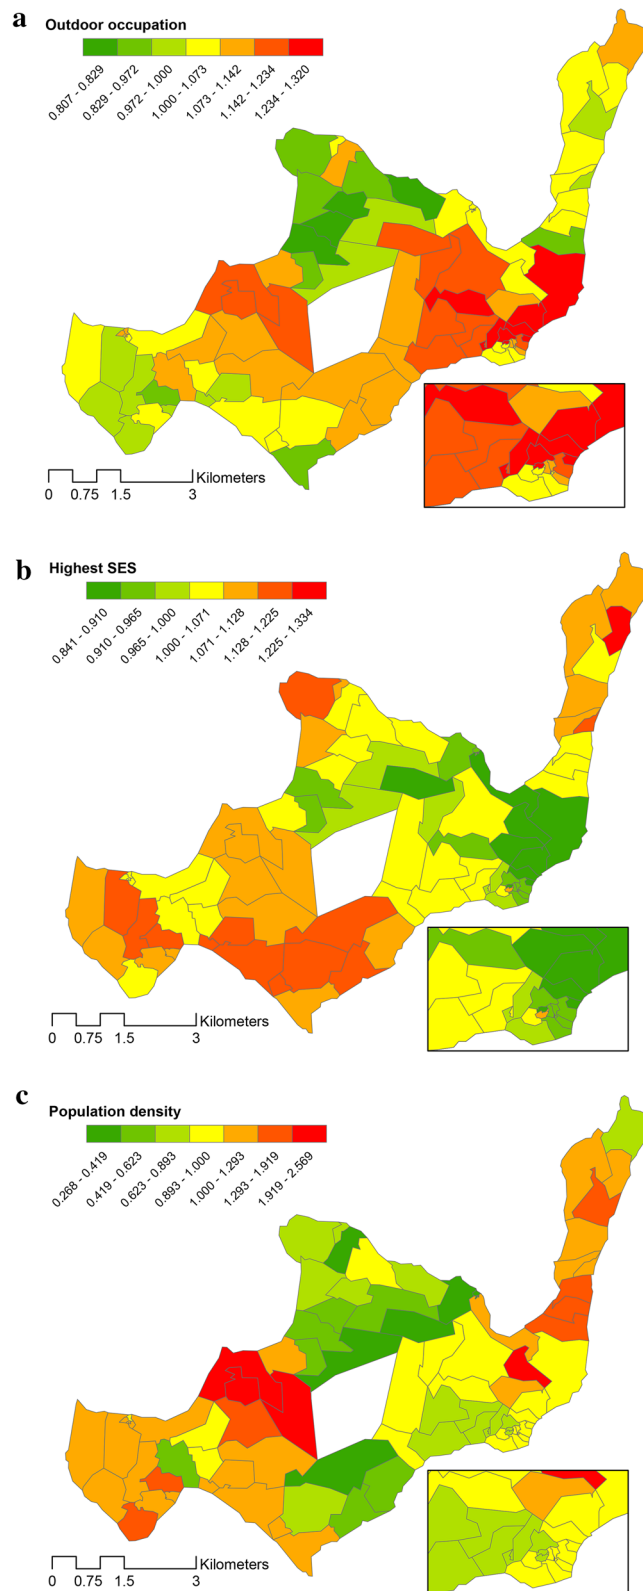 a
Outdoor occupation
0.807 - 0.829
0.829 - 0.972
0.972 - 1.000
1.000 - 1.073
1.073 - 1.142
1.142 - 1.234
1.234 - 1.320
Kilometers
0 0.75 1.5 3
b
Highest SES
0.841 - 0.910
0.910 - 0.965
0.965 - 1.000
1.000 - 1.071
1.071 - 1.128
1.128 - 1.225
1.225 - 1.334
Kilometers
0 0.75 1.5 3
c
Population density
0.268 - 0.419
0.419 - 0.623
0.623 - 0.893
0.893 - 1.000
1.000 - 1.293
1.293 - 1.919
1.919 - 2.569
Kilometers
0 0.75 1.5 3